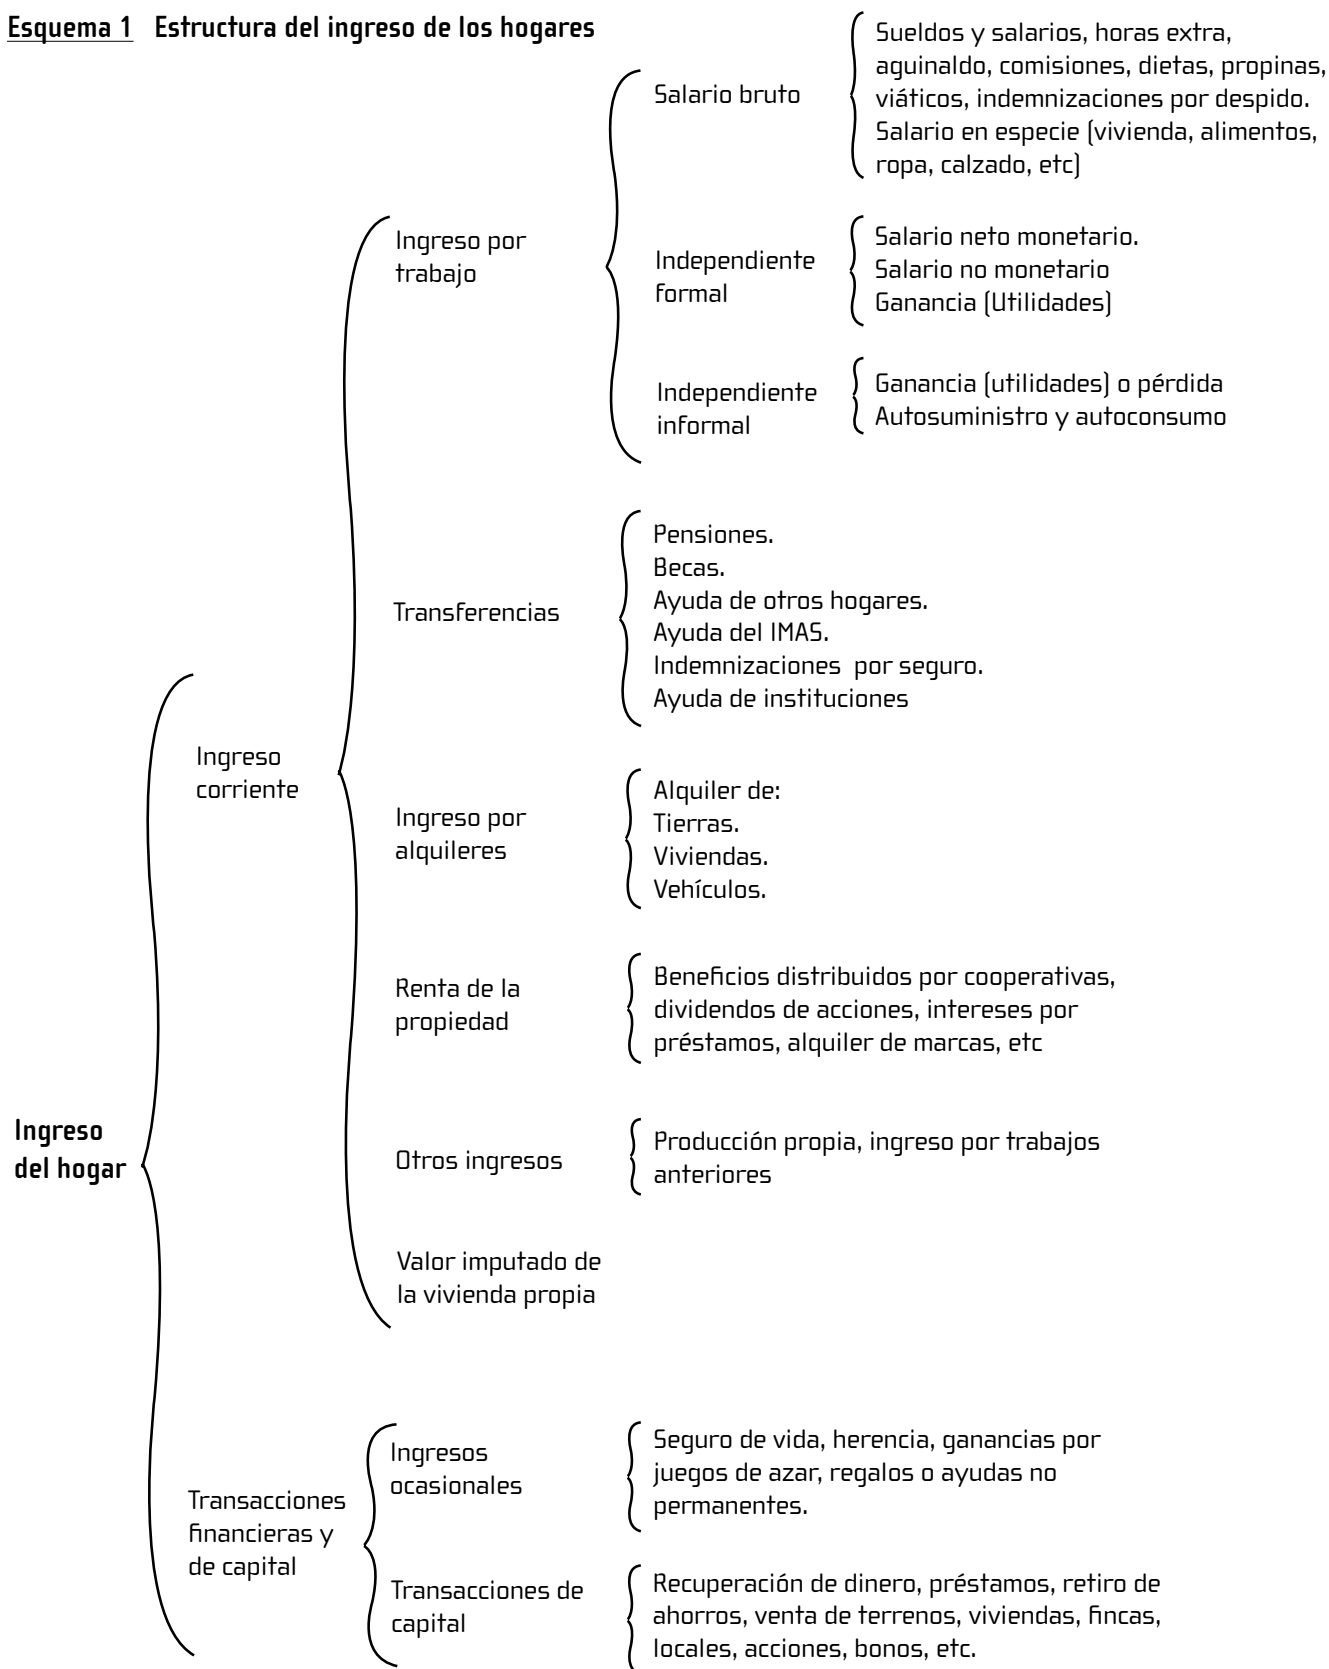 Esquema 1 Estructura del ingreso de los hogares
Salario bruto
Sueldos y salarios, horas extra,
aguinaldo, comisiones, dietas, propinas,
viáticos, indemnizaciones por despido.
Salario en especie (vivienda, alimentos,
ropa, calzado, etc)
Ingreso por
trabajo
Independiente
formal
Salario neto monetario.
Salario no monetario
Ganancia (Utilidades)
Independiente
informal
Ganancia (utilidades) o pérdida
Autosuministro y autoconsumo
Transferencias
Pensiones.
Becas.
Ayuda de otros hogares.
Ayuda del IMAS.
Indemnizaciones por seguro.
Ayuda de instituciones
Ingreso
corriente
Ingreso por
alquileres
Alquiler de:
Tierras.
Viviendas.
Vehículos.
Renta de la
propiedad
Beneficios distribuidos por cooperativas,
dividendos de acciones, intereses por
préstamos, alquiler de marcas, etc
Ingreso
del hogar
Otros ingresos
Producción propia, ingreso por trabajos
anteriores
Valor imputado de
la vivienda propia
Transacciones
financieras y
de capital
Ingresos
ocasionales
Seguro de vida, herencia, ganancias por
juegos de azar, regalos o ayudas no
permanentes.
Transacciones de
capital
Recuperación de dinero, préstamos, retiro de
ahorros, venta de terrenos, viviendas, fincas,
locales, acciones, bonos, etc.